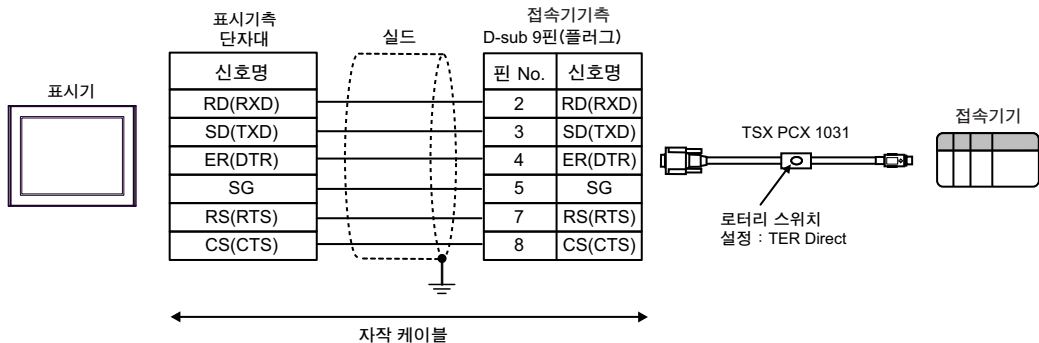 표시기
표시기측
단자대
신호명
RD(RXD)
SD(TXD)
ER(DTR)
SG
RS(RTS)
CS(CTS)
실드
접속기기측
D-sub 9핀(플러그)
핀 No. 신호명
2 RD(RXD)
3 SD(TXD)
4 ER(DTR)
5 SG
7 RS(RTS)
8 CS(CTS)
자작 케이블
TSX PCX 1031
로터리 스위치
설정 : TER Direct
접속기기